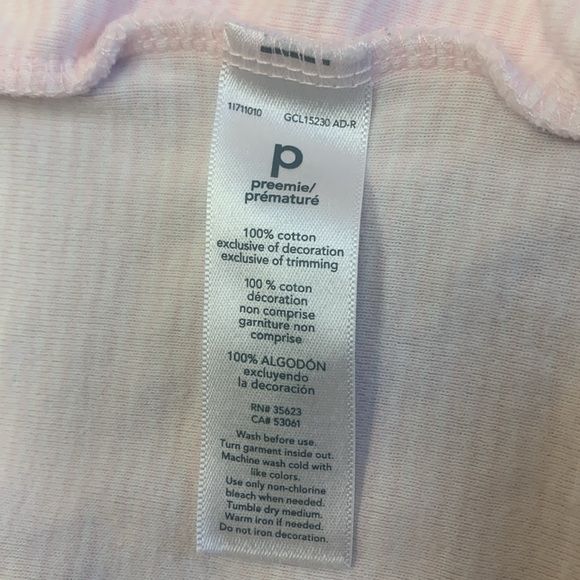 11711010 GCL15230 AD-R
p
preemie/
prématuré
100% cotton
exclusive of decoration
exclusive of trimming
100 % coton
décoration
non comprise
garniture non
comprise
100% ALGODÓN
excluyendo
la decoración
RN# 35623
CA# 53061
Wash before use.
Turn garment inside out.
Machine wash cold with
like colors.
Use only non-chlorine
bleach when needed.
Tumble dry medium.
Warm iron if needed.
Do not iron decoration.